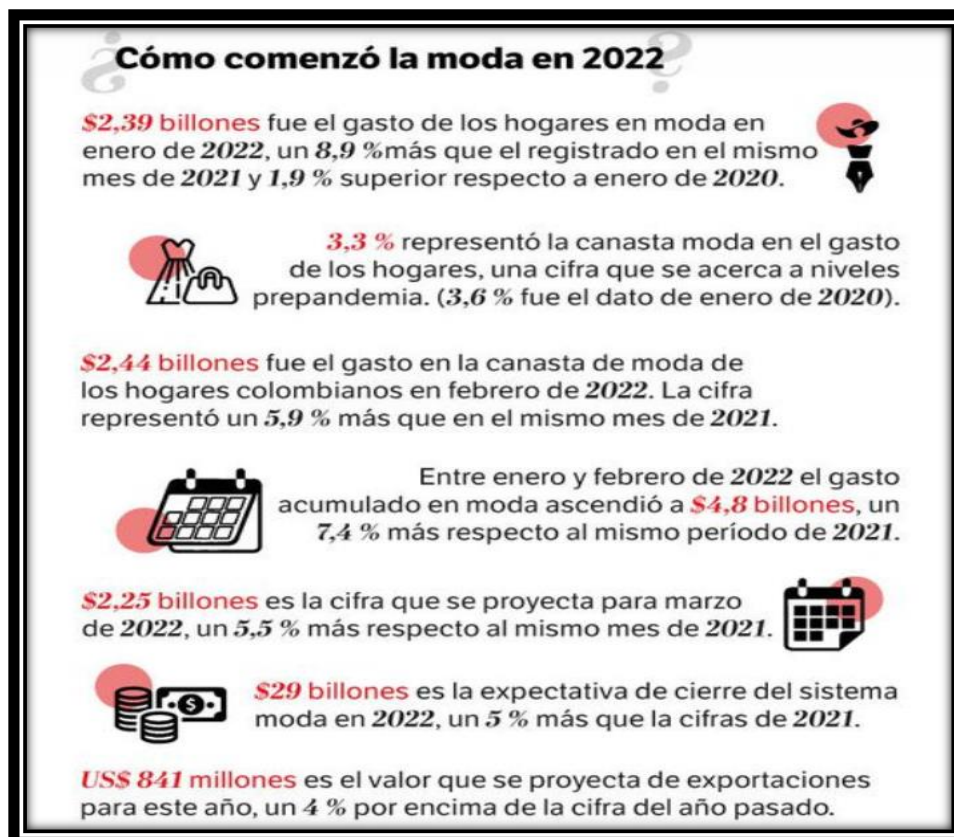 ¿Cómo comenzó la moda en 2022?
$2,39 billones fue el gasto de los hogares en moda en
enero de 2022, un 8,9 %más que el registrado en el mismo
mes de 2021 y 1,9 % superior respecto a enero de 2020.
3,3 % representó la canasta moda en el gasto
de los hogares, una cifra que se acerca a niveles
prepandemia. (3,6 % fue el dato de enero de 2020).
$2,44 billones fue el gasto en la canasta de moda de
los hogares colombianos en febrero de 2022. La cifra
representó un 5,9 % más que en el mismo mes de 2021.
Entre enero y febrero de 2022 el gasto
acumulado en moda ascendió a $4,8 billones, un
7,4 % más respecto al mismo período de 2021.
$2,25 billones es la cifra que se proyecta para marzo
de 2022, un 5,5 % más respecto al mismo mes de 2021.
$
$29 billones es la expectativa de cierre del sistema
moda en 2022, un 5 % más que la cifras de 2021.
US$ 841 millones es el valor que se proyecta de exportaciones
para este año, un 4 % por encima de la cifra del año pasado.